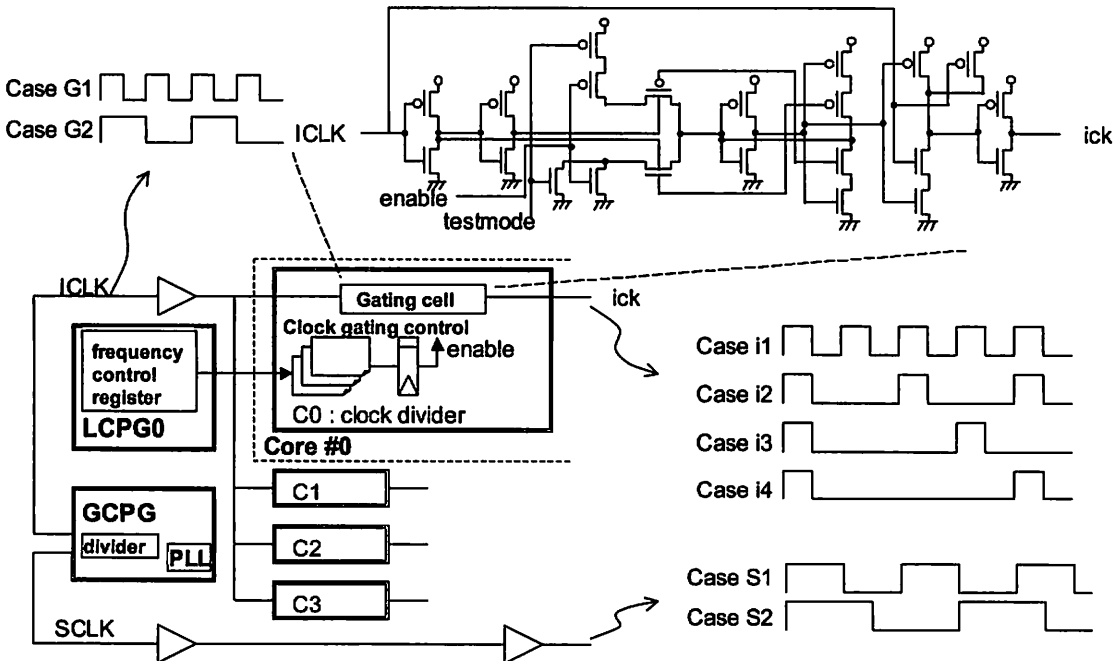 Case G1
Case G2
ICLK
ick
enable
testmode
ICLK
Gating cell
ick
Clock gating control
enable
frequency
control
register
LCPG0
C0 : clock divider
Core #0
Case i1
Case i2
Case i3
Case i4
C1
GCPG
divider
PLL
C2
C3
Case S1
Case S2
SCLK